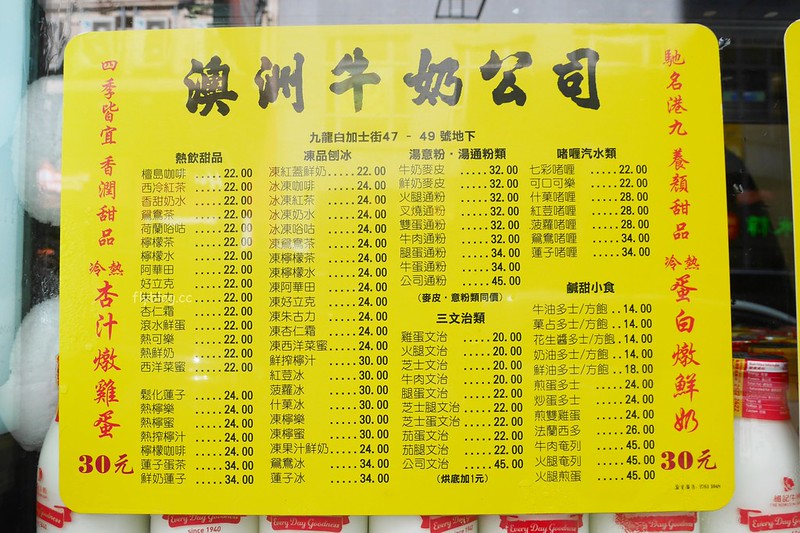 澳洲牛奶公司
九龍白加士街47 - 49 號地下
四季皆宜 香潤甜品
冷熱
杏汁燉雞蛋
30元
熱飲甜品
檀島咖啡.....22.00
西冷紅茶.....22.00
香甜奶水.....22.00
鴛鴦茶.....22.00
荷蘭哈咕.....22.00
檸檬茶.....22.00
檸檬水.....22.00
阿華田.....22.00
好立克.....22.00
朱古力.....22.00
杏仁霜.....22.00
滾水鮮蛋.....22.00
熱可樂.....22.00
熱鮮奶.....22.00
西洋菜蜜.....22.00
鬆化蓮子.....24.00
熱檸樂.....24.00
熱檸蜜.....24.00
熱搾檸汁.....24.00
檸檬咖啡.....24.00
蓮子蛋茶.....34.00
鮮奶蓮子.....34.00
凍品刨冰
凍紅蓋鮮奶.....22.00
冰凍咖啡.....24.00
冰凍紅茶.....24.00
冰凍奶水.....24.00
冰凍哈咕.....24.00
凍鴛鴦茶.....24.00
凍檸檬茶.....24.00
凍檸檬水.....24.00
凍阿華田.....24.00
凍好立克.....24.00
凍朱古力.....24.00
凍杏仁霜.....24.00
凍西洋菜蜜.....24.00
鮮搾檸汁.....30.00
紅荳冰.....30.00
菠蘿冰.....30.00
什菓冰.....30.00
凍檸樂.....30.00
凍檸蜜.....30.00
凍果汁鮮奶.....24.00
鴛鴦冰.....34.00
蓮子冰.....34.00
湯意粉·湯通粉類
牛奶麥皮.....32.00
鮮奶麥皮.....32.00
火腿通粉.....32.00
叉燒通粉.....32.00
雙蛋通粉.....32.00
牛肉通粉.....32.00
腿蛋通粉.....34.00
牛蛋通粉.....34.00
公司通粉.....45.00
(麥皮·意粉類同價)
三文治類
雞蛋文治.....20.00
火腿文治.....20.00
芝士文治.....20.00
牛肉文治.....20.00
腿蛋文治.....22.00
芝士腿文治.....22.00
芝士蛋文治.....22.00
茄蛋文治.....22.00
茄腿文治.....22.00
公司文治.....45.00
(烘底加1元)
啫喱汽水類
七彩啫喱.....22.00
可口可樂.....22.00
什菓啫喱.....28.00
紅荳啫喱.....28.00
菠蘿啫喱.....28.00
鴛鴦啫喱.....34.00
蓮子啫喱.....34.00
鹹甜小食
牛油多士/方飽..14.00
菓占多士/方飽..14.00
花生醬多士/方飽..14.00
奶油多士/方飽..14.00
鮮油多士/方飽..18.00
煎蛋多士.....24.00
炒蛋多士.....24.00
煎雙雞蛋.....24.00
法蘭西多.....26.00
牛肉奄列.....45.00
火腿奄列.....45.00
火腿煎蛋.....45.00
馳名港九 養顏甜品
冷熱
蛋白燉鮮奶
30元
Every Day Goodness
since 1940
Every Day Goodness
Every Day Goodness
Every Day Goodness
Every Day Goodness
Every Day Goodness